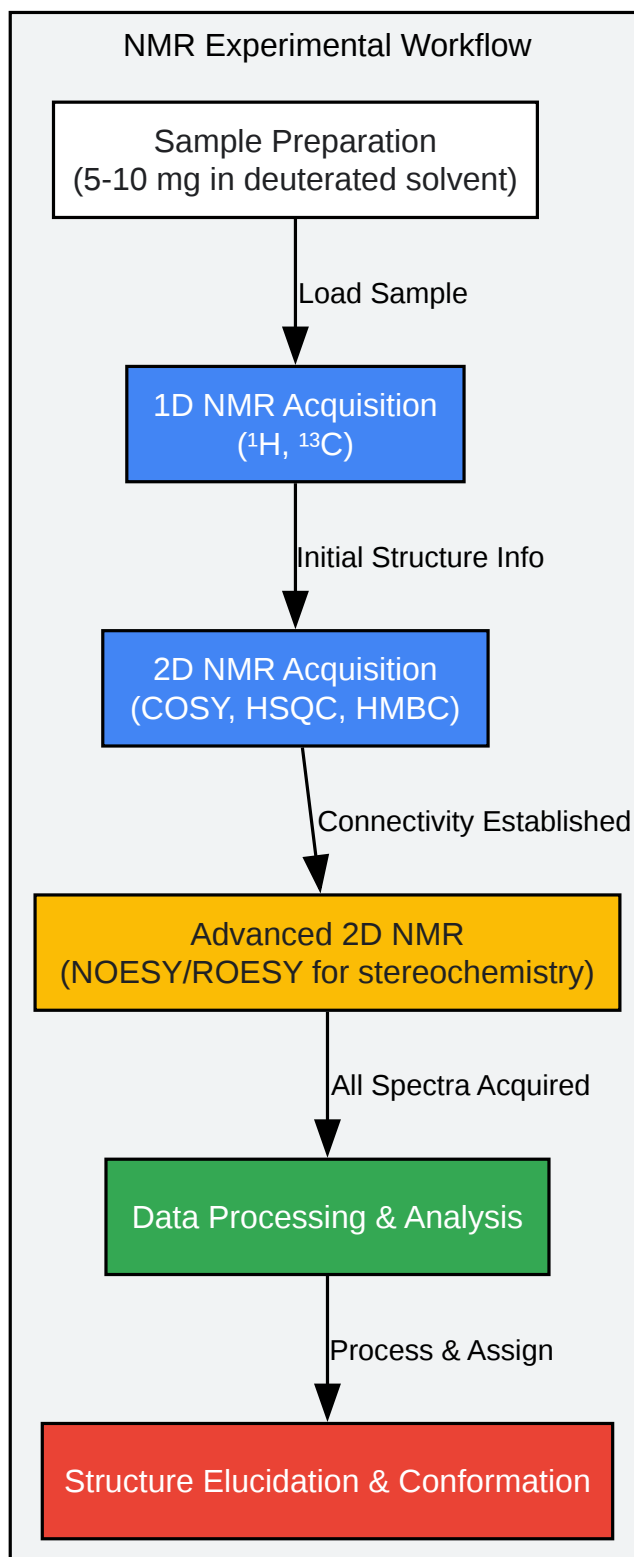 NMR Experimental Workflow
Sample Preparation
(5-10 mg in deuterated solvent)
Load Sample
1D NMR Acquisition
(¹H, ¹³C)
Initial Structure Info
2D NMR Acquisition
(COSY, HSQC, HMBC)
Connectivity Established
Advanced 2D NMR
(NOESY/ROESY for stereochemistry)
All Spectra Acquired
Data Processing & Analysis
Process & Assign
Structure Elucidation & Conformation